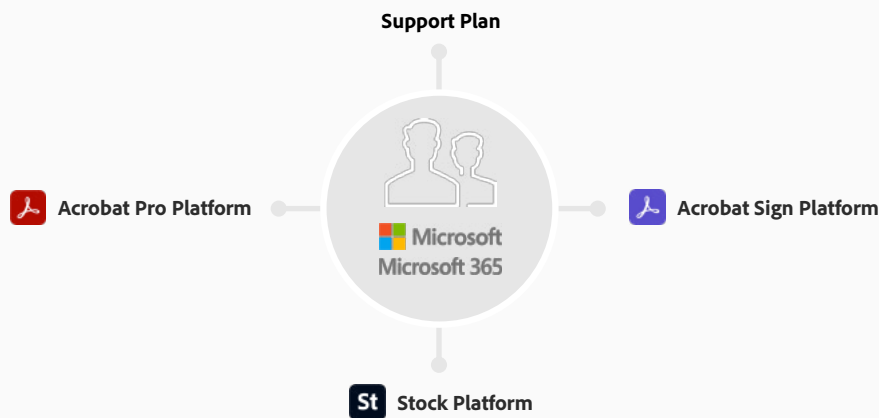 Support Plan
Acrobat Pro Platform
Acrobat Sign Platform
Microsoft
Microsoft 365
St Stock Platform